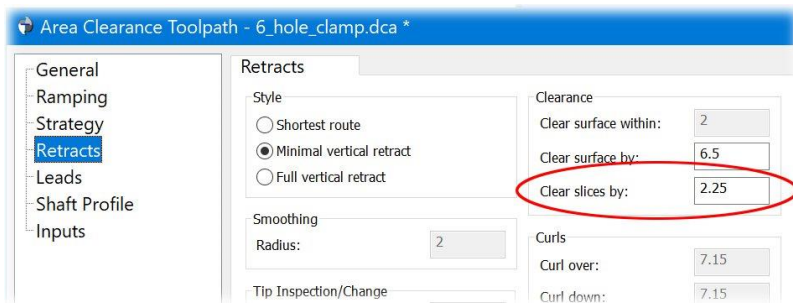 Area Clearance Toolpath - 6_hole_clamp.dca *
General
Ramping
Strategy
Retracts
Leads
Shaft Profile
Inputs
Retracts
Style
Shortest route
Minimal vertical retract
Full vertical retract
Smoothing
Radius: 2
Tip Inspection/Change
Clearance
Clear surface within: 2
Clear surface by: 6.5
Clear slices by: 2.25
Curls
Curl over: 7.15
Curl down: 7.15